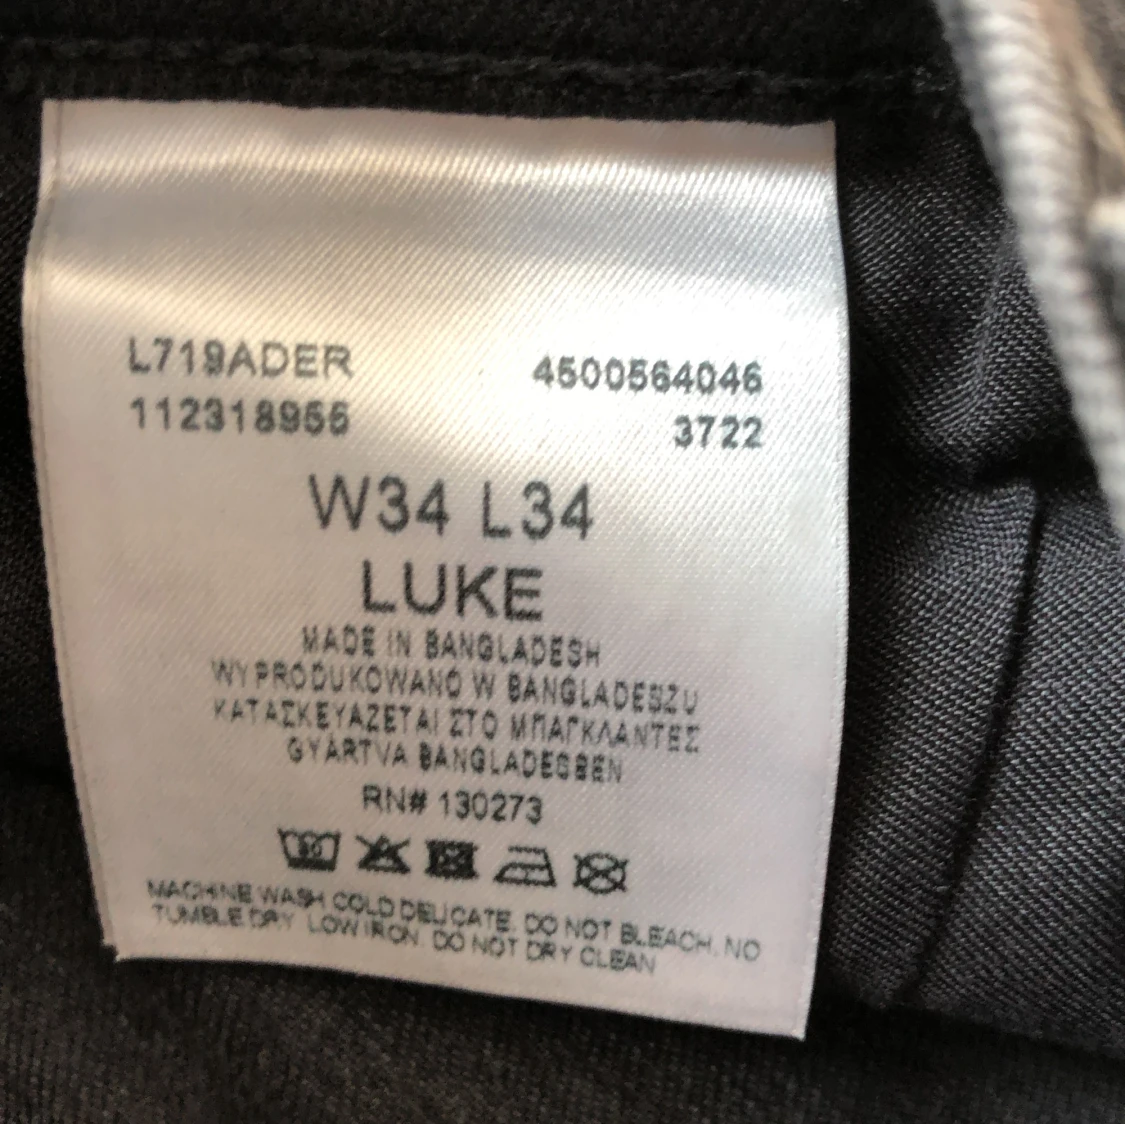 L719ADER 4500564046
112318955 3722
W34 L34
LUKE
MADE IN BANGLADESH
WYPRODUKOWANO W BANGLADESZU
ΚΑΤΑΣΚΕΥΑΖΕΤΑΙ ΣΤΟ ΜΠΑΓΚΛΑΝΤΕΣ
GYÁRTVA BANGLADESBEN
RN# 130273
MACHINE WASH COLD DELICATE. DO NOT BLEACH. NO
TUMBLE DRY. LOW IRON. DO NOT DRY CLEAN